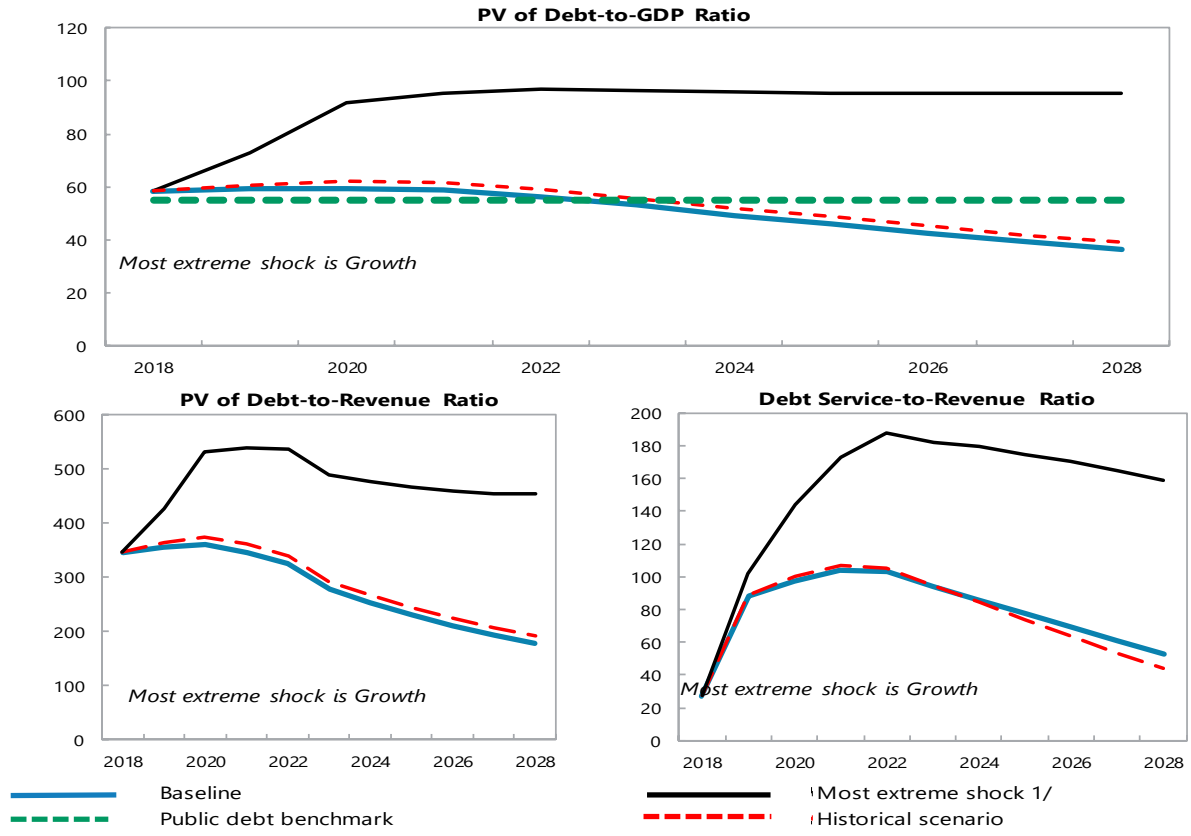 PV of Debt-to-GDP Ratio
120
100
80
60
40
20
0
Most extreme shock is Growth
2018 2020 2022 2024 2026 2028
PV of Debt-to-Revenue Ratio
600
500
400
300
200
100
0
Most extreme shock is Growth
2018 2020 2022 2024 2026 2028
Debt Service-to-Revenue Ratio
200
180
160
140
120
100
80
60
40
20
0
Most extreme shock is Growth
2018 2020 2022 2024 2026 2028
Baseline
Public debt benchmark
Most extreme shock 1/
Historical scenario